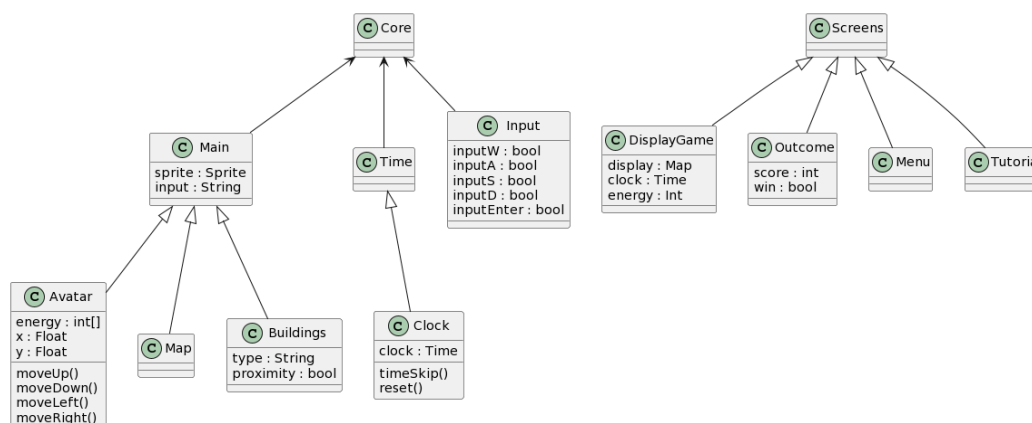 C Core
C Screens
C Main
sprite : Sprite
input : String
C Time
C Input
inputW : bool
inputA : bool
inputS : bool
inputD : bool
inputEnter : bool
C DisplayGame
display : Map
clock : Time
energy : Int
C Outcome
score : int
win : bool
C Menu
C Tutoria
C Avatar
energy : int[]
x : Float
y : Float
moveUp()
moveDown()
moveLeft()
moveRight()
C Map
C Buildings
type : String
proximity : bool
C Clock
clock : Time
timeSkip()
reset()